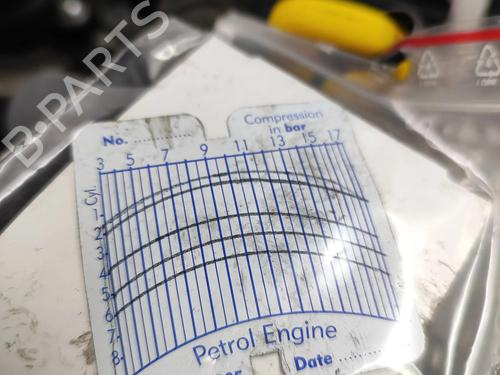 B-PARTS
Compression
in bar
No. ............
3 5 7 9 11 13 15 17
Cyl.
1
2
3
4
5
6
7.
8.
Petrol Engine
Date ..........